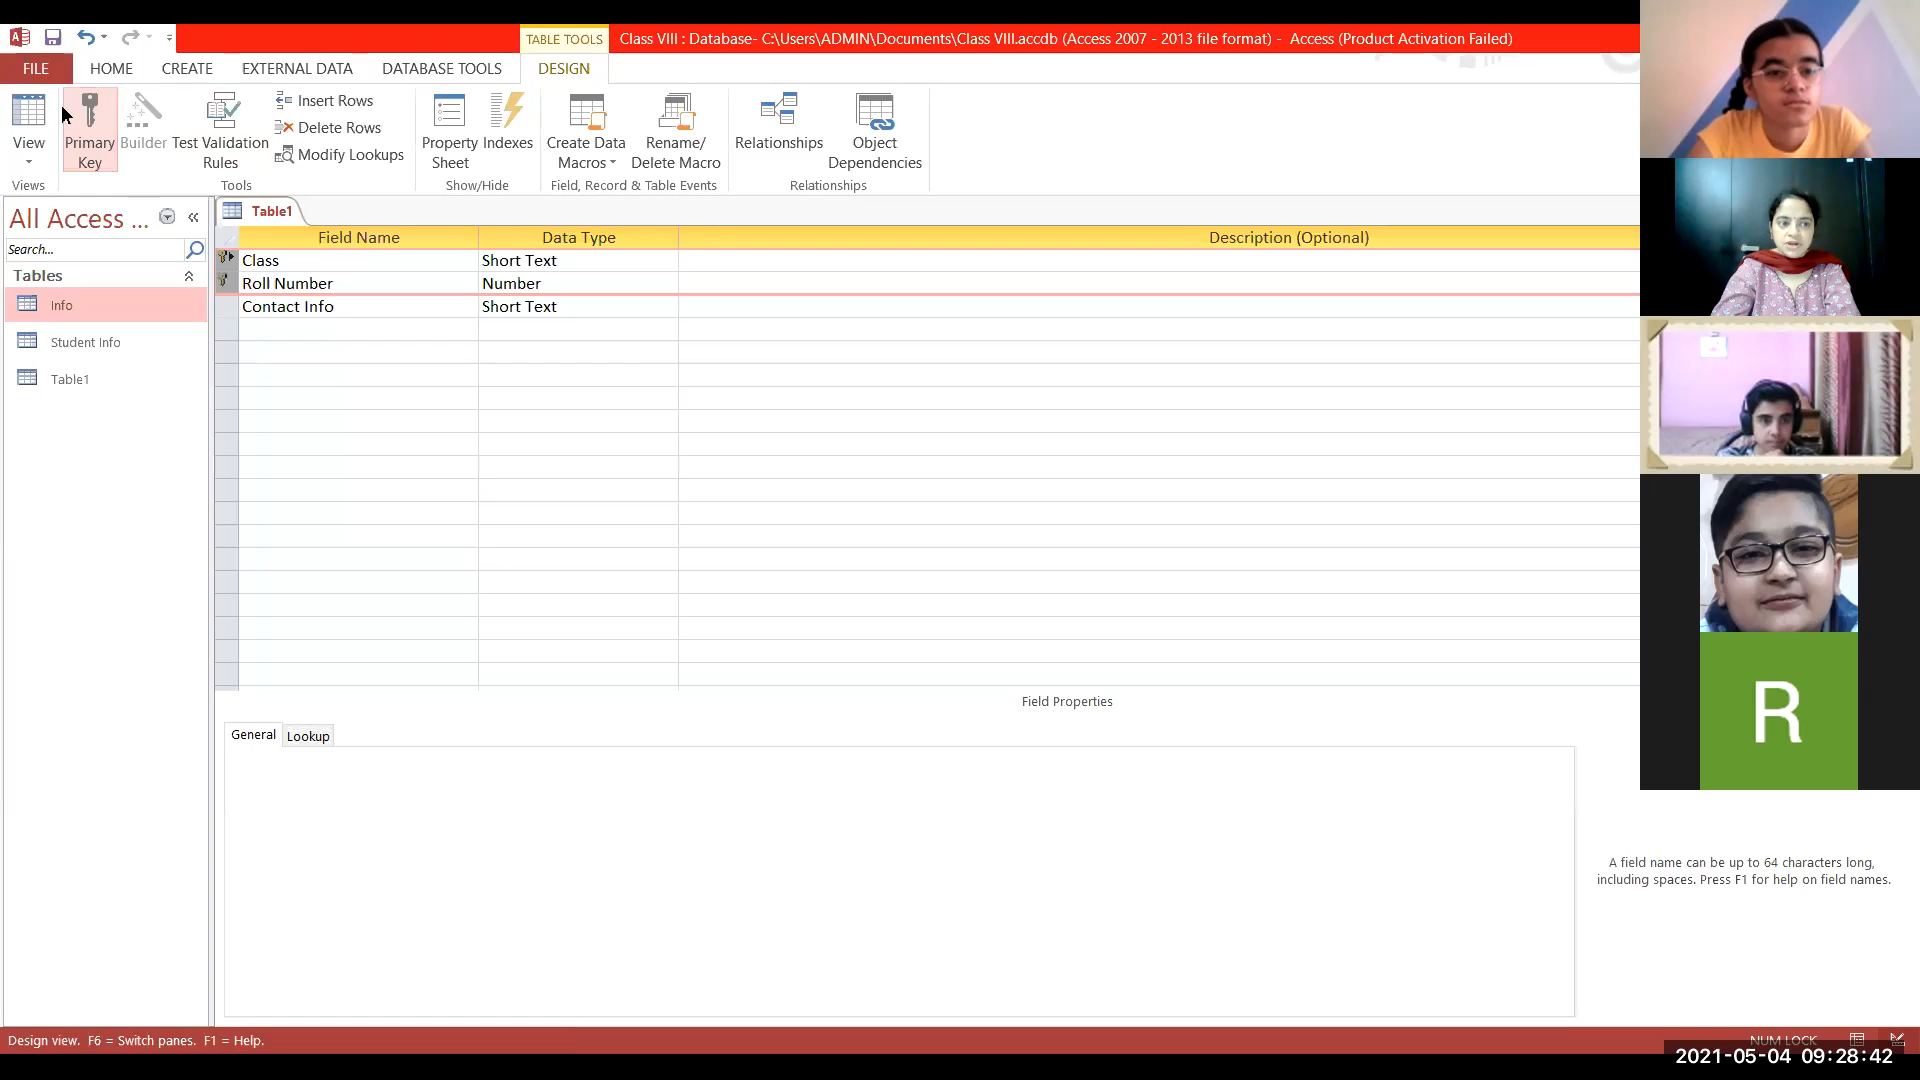 TABLE TOOLS
Class VIII : Database- C:\Users\ADMIN\Documents\Class VIII.accdb (Access 2007 - 2013 file format) - Access (Product Activation Failed)
FILE HOME CREATE EXTERNAL DATA DATABASE TOOLS DESIGN
View
Primary Key
Builder
Test Validation Rules
Insert Rows
Delete Rows
Modify Lookups
Property Sheet
Indexes
Create Data Macros
Rename/ Delete Macro
Relationships
Object Dependencies
Views
Tools
Show/Hide
Field, Record & Table Events
Relationships
All Access ...
Search...
Tables
Info
Student Info
Table1
Table1
Field Name Data Type Description (Optional)
Class Short Text
Roll Number Number
Contact Info Short Text
Field Properties
General Lookup
R
A field name can be up to 64 characters long,
including spaces. Press F1 for help on field names.
Design view. F6 = Switch panes. F1 = Help.
NUM LOCK
2021-05-04 09:28:42